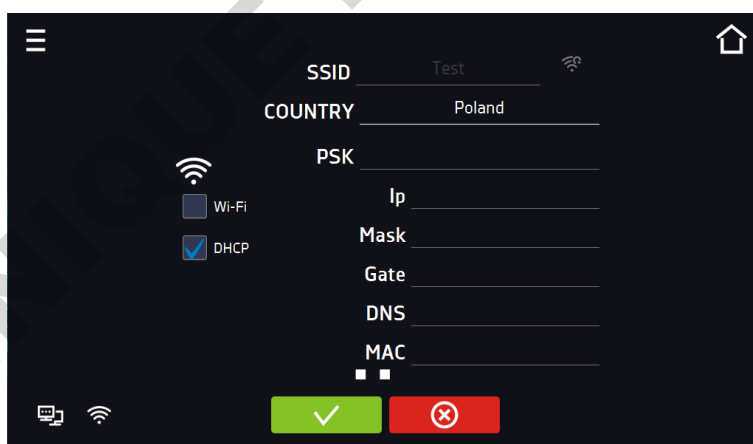 SSID Test
COUNTRY Poland
PSK
Wi-Fi
Ip
DHCP
Mask
Gate
DNS
MAC